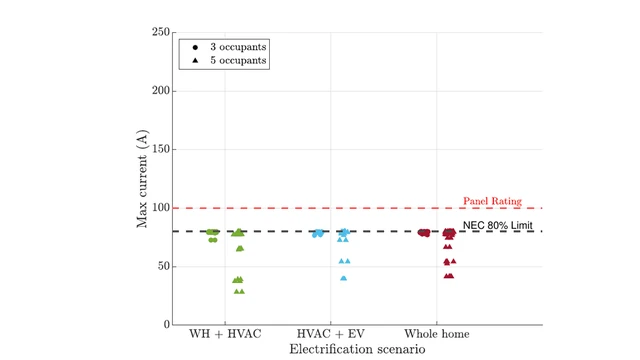 250
3 occupants
5 occupants
200
150
100
50
0
Max current (A)
Panel Rating
NEC 80% Limit
WH + HVAC
HVAC + EV
Whole home
Electrification scenario